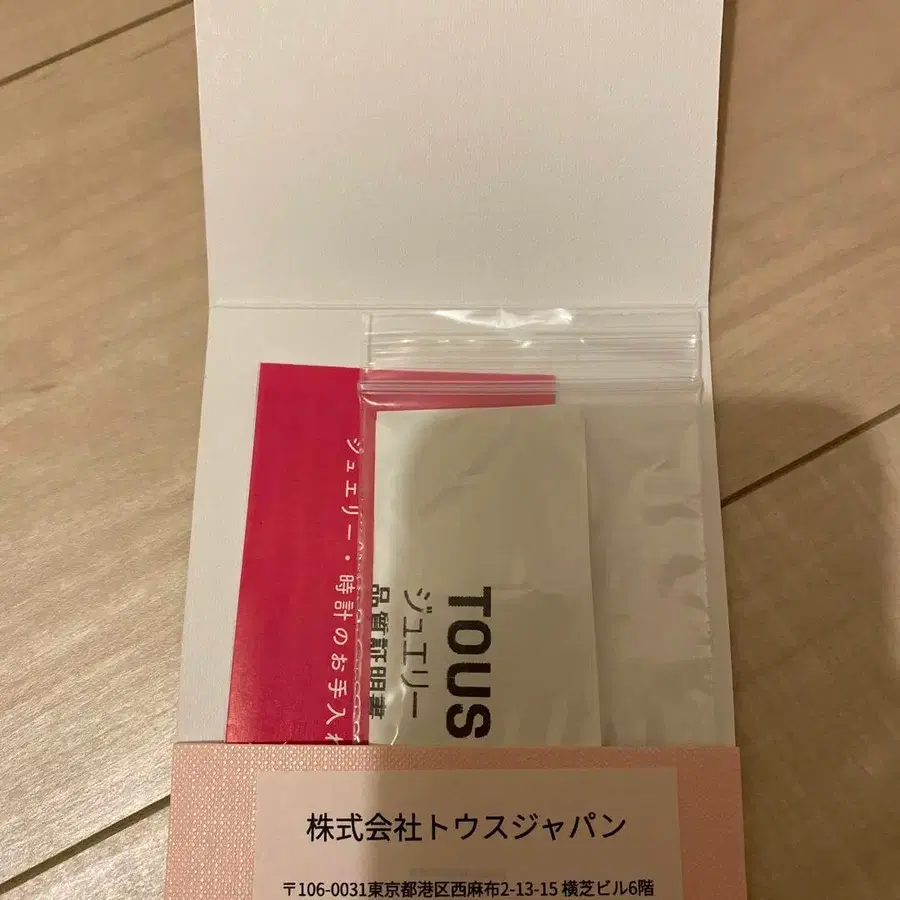 ジュエリー・時計のお手入れ
TOUS
ジュエリー
品質証明書
株式会社トウスジャパン
〒106-0031東京都港区西麻布2-13-15 横芝ビル6階